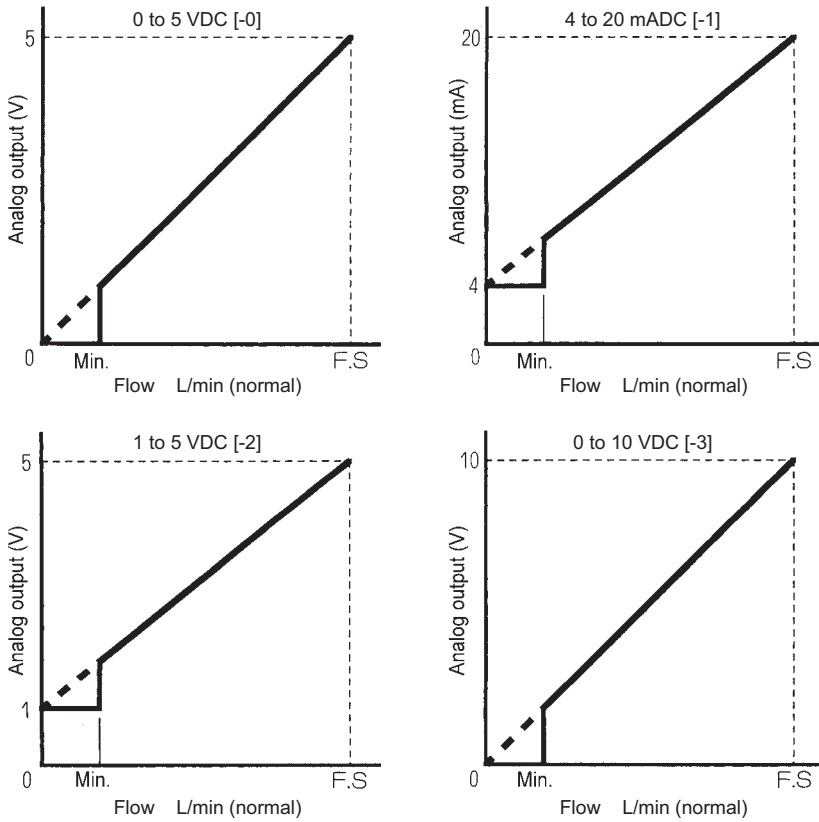 0 to 5 VDC [-0]
5
Analog output (V)
0
Min.
F.S
Flow L/min (normal)
4 to 20 mADC [-1]
20
Analog output (mA)
4
0
Min.
F.S
Flow L/min (normal)
1 to 5 VDC [-2]
5
Analog output (V)
1
0
Min.
F.S
Flow L/min (normal)
0 to 10 VDC [-3]
10
Analog output (V)
0
Min.
F.S
Flow L/min (normal)